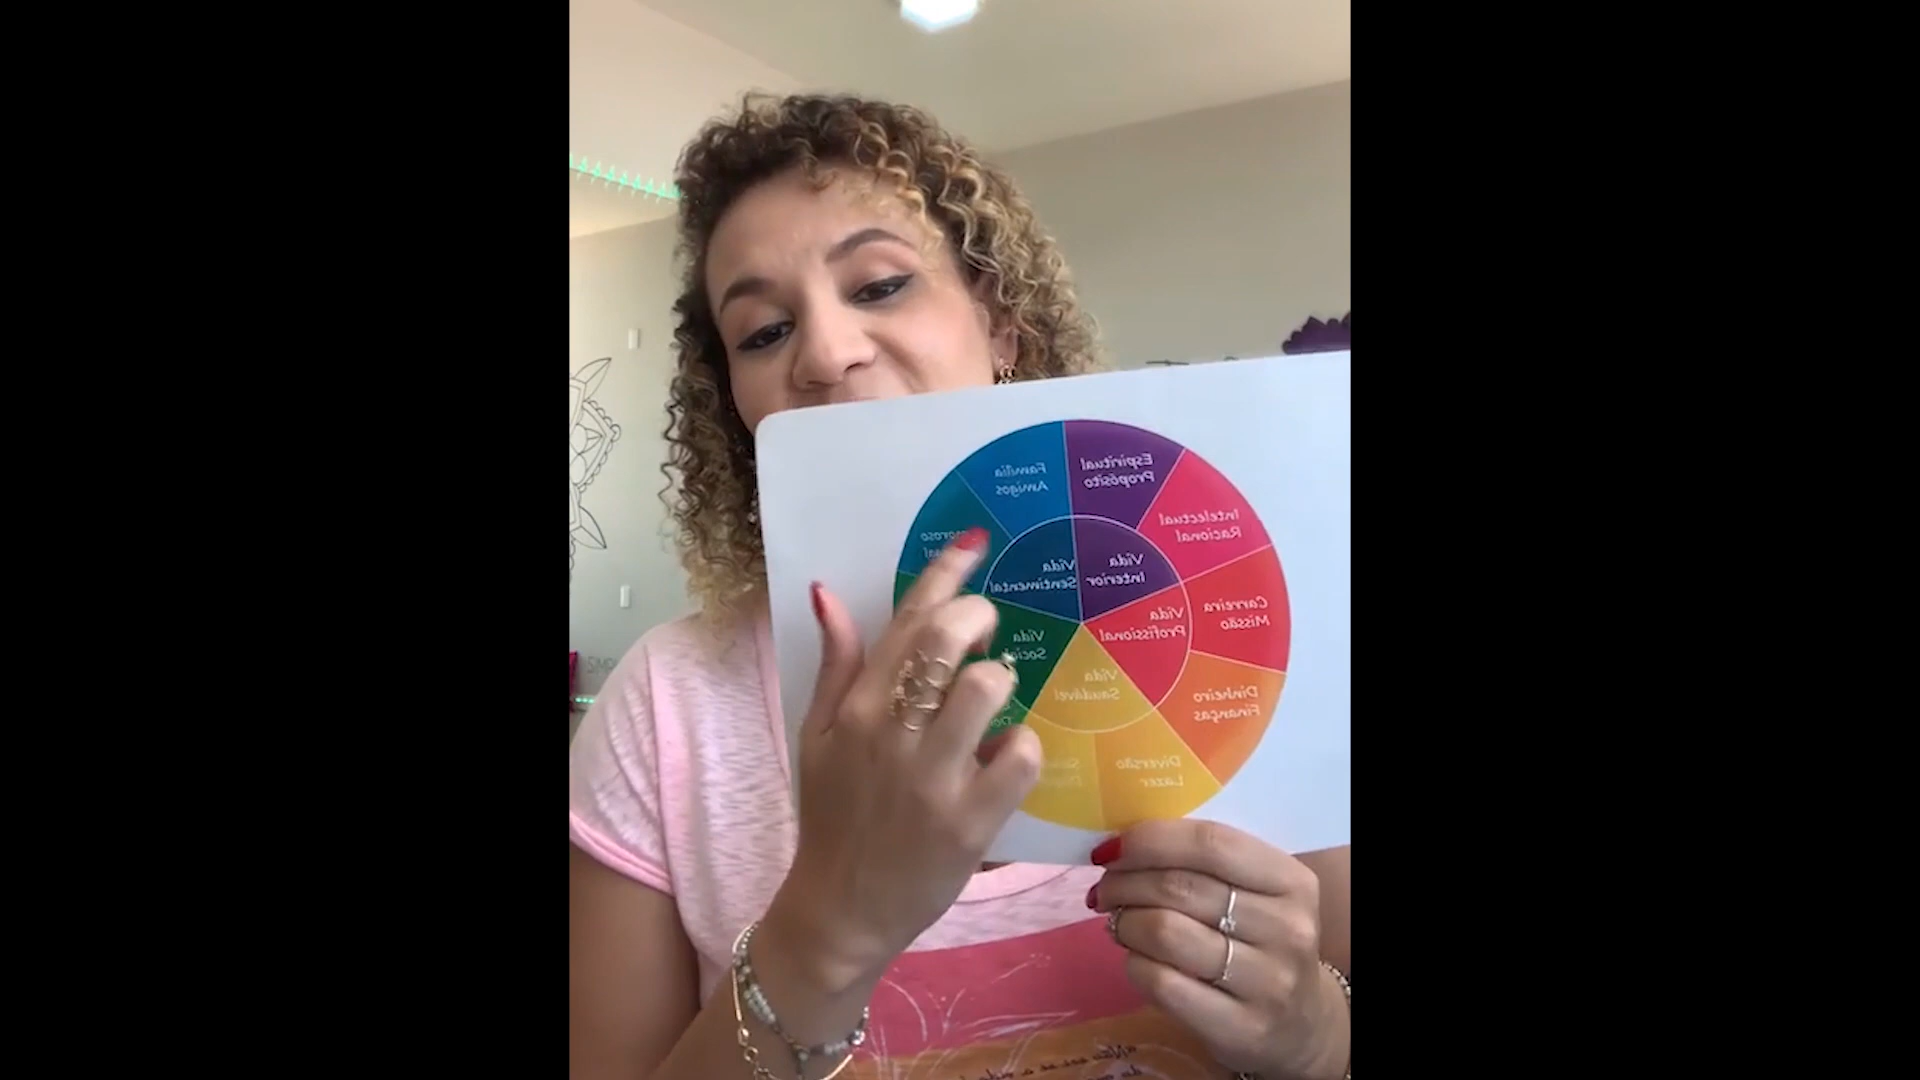 Família
Amigos
Espiritual
Propósito
Intelectual
Racional
Carreira
Missão
Dinheiro
Finanças
Diversão
Lazer
Vida
Sentimental
Vida
Interior
Vida
Profissional
Vida
Saudável
Vida
Social